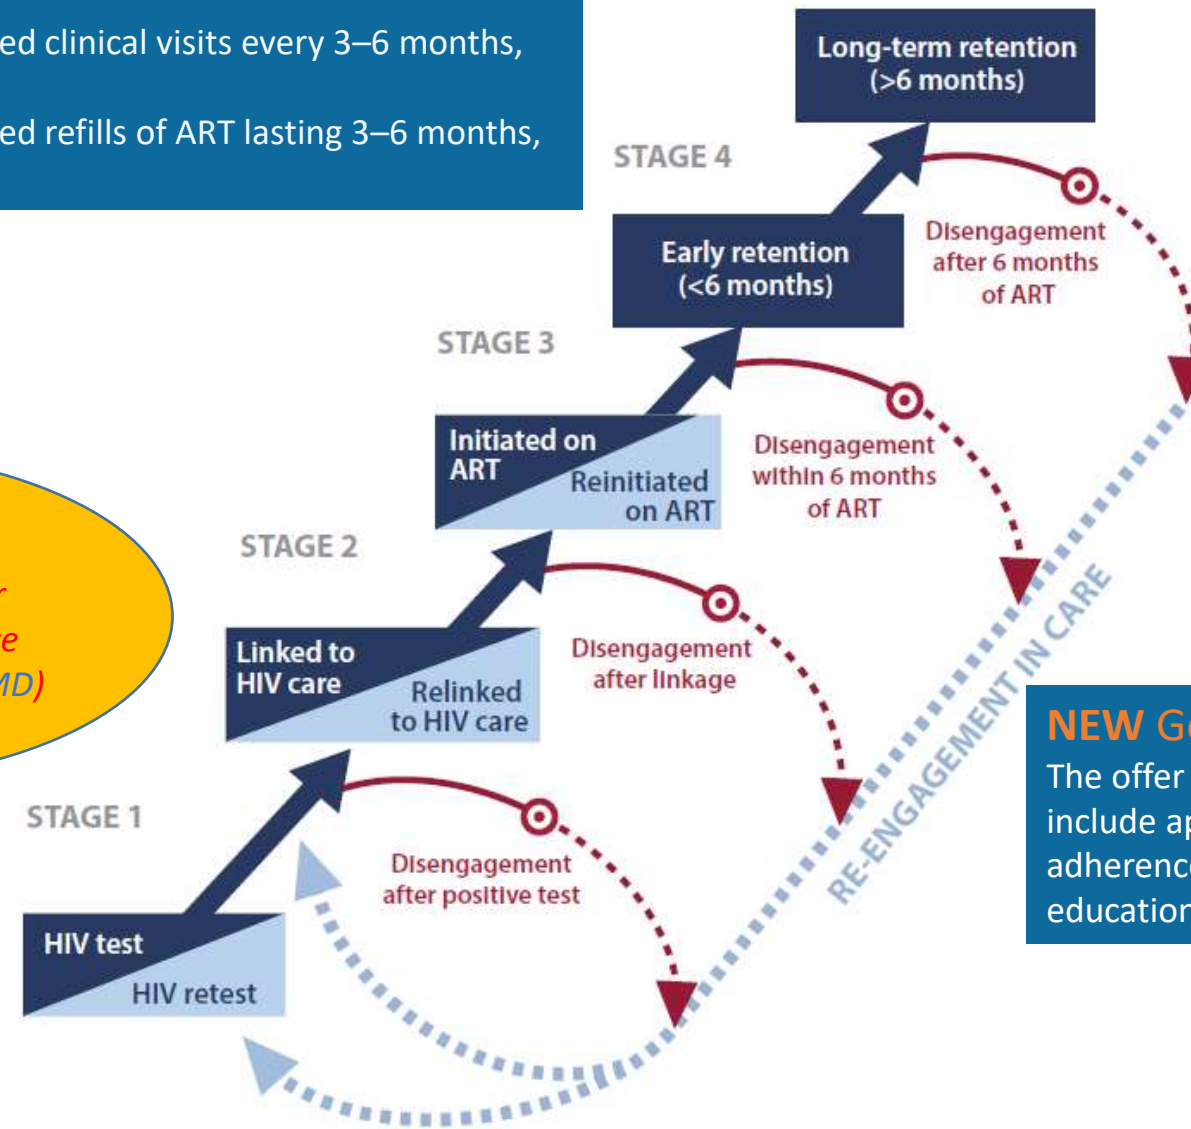 ed clinical visits every 3–6 months,
ed refills of ART lasting 3–6 months,
Long-term retention
(>6 months)
STAGE 4
Disengagement
after 6 months
of ART
Early retention
(<6 months)
STAGE 3
Disengagement
within 6 months
of ART
Initiated on
ART
Reinitiated
on ART
STAGE 2
Disengagement
after linkage
Linked to
HIV care
Relinked
to HIV care
RE-ENGAGEMENT IN CARE
STAGE 1
Disengagement
after positive test
HIV test
HIV retest
r
e
MD)
NEW G
The offer
include a
adherence
education